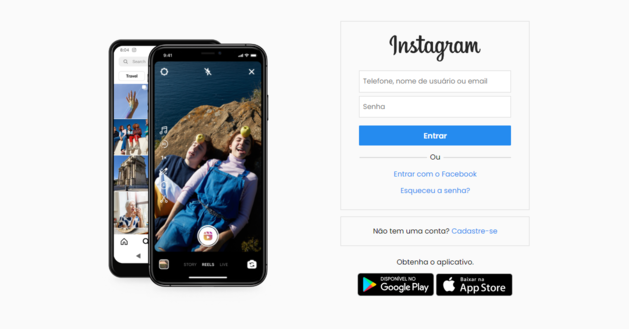 9:04
Search
Travel
9:41
STORY REELS LIVE
Instagram
Telefone, nome de usuário ou email
Senha
Entrar
Ou
Entrar com o Facebook
Esqueceu a senha?
Não tem uma conta? Cadastre-se
Obtenha o aplicativo.
DISPONÍVEL NO
Google Play
Baixar na
App Store